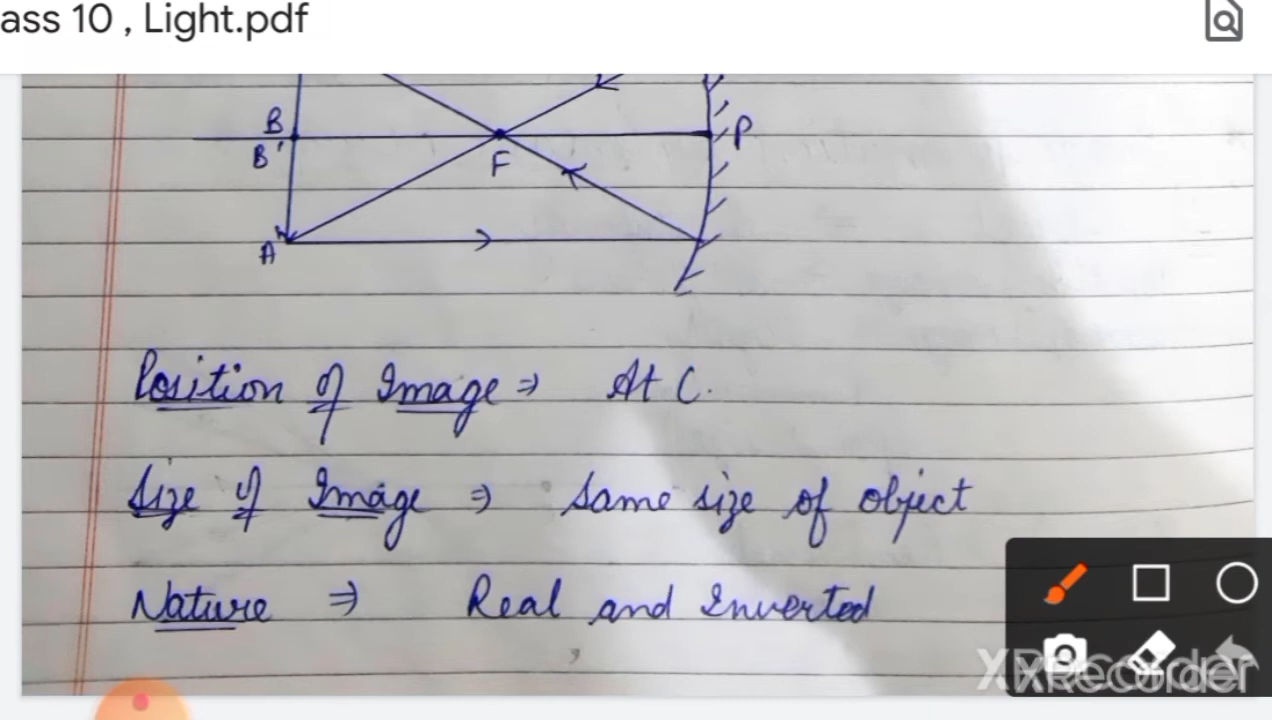 ass 10 , Light.pdf
B
B'
F
P
A'
Position of Image ⇒ At C.
Size of Image ⇒ Same size of object
Nature ⇒ Real and Inverted
XRecorder